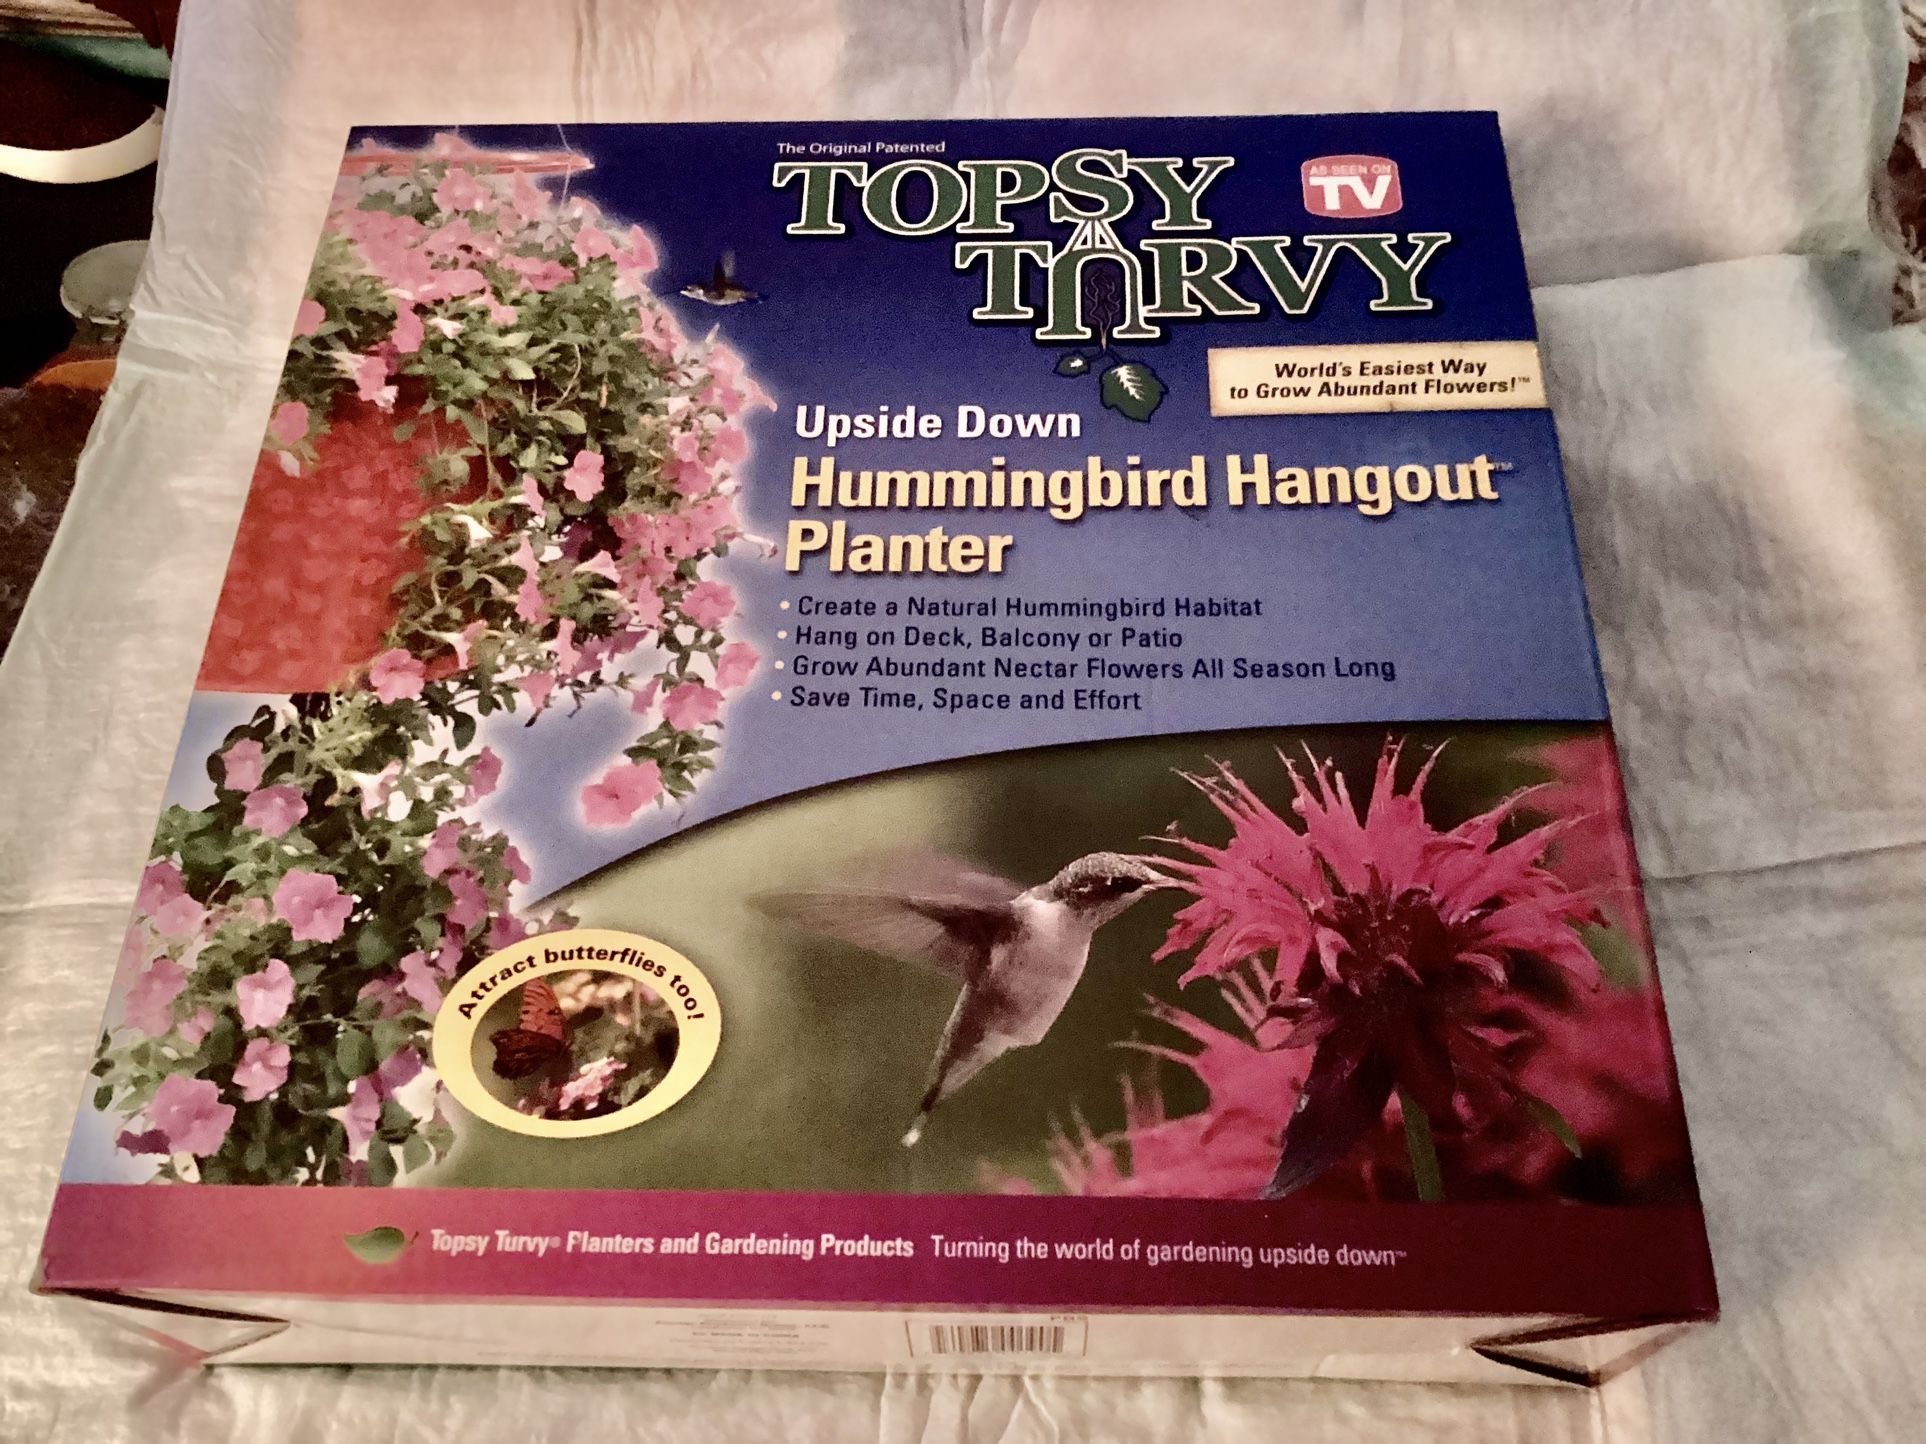 The Original Patented
TOPSY
TURVY
AS SEEN ON
TV
World's Easiest Way
to Grow Abundant Flowers!™
Upside Down
Hummingbird Hangout™
Planter
• Create a Natural Hummingbird Habitat
• Hang on Deck, Balcony or Patio
• Grow Abundant Nectar Flowers All Season Long
• Save Time, Space and Effort
Attract butterflies too!
Topsy Turvy® Planters and Gardening Products Turning the world of gardening upside down™